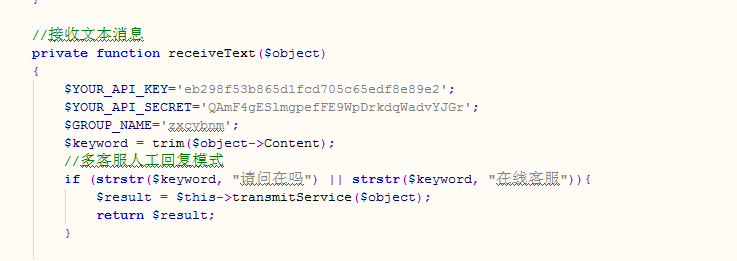 }
//接收文本消息
private function receiveText($object)
{
$YOUR_API_KEY='eb298f53b865d1fcd705c65edf8e89e2';
$YOUR_API_SECRET='QAmF4gESlmgpefFE9WpDrkdqWadvYJGr';
$GROUP_NAME='zxcvbnm';
$keyword = trim($object->Content);
//多客服人工回复模式
if (strstr($keyword, "请问在吗") || strstr($keyword, "在线客服")){
$result = $this->transmitService($object);
return $result;
}